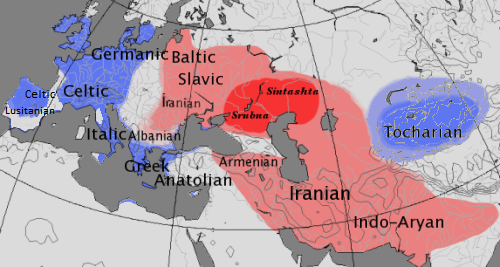 Germanic
Baltic
Slavic
Celtic
Celtic
Lusitanian
Iranian
Sintashta
Srubna
Tocharian
Italic
Albanian
Greek
Anatolian
Armenian
Iranian
Indo-Aryan